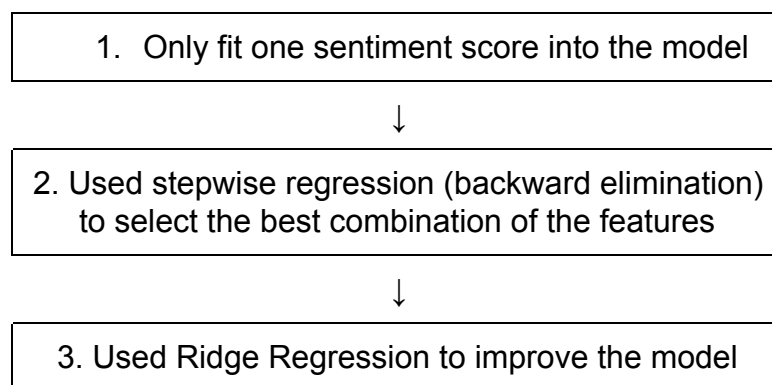 1. Only fit one sentiment score into the model
↓
2. Used stepwise regression (backward elimination)
to select the best combination of the features
↓
3. Used Ridge Regression to improve the model